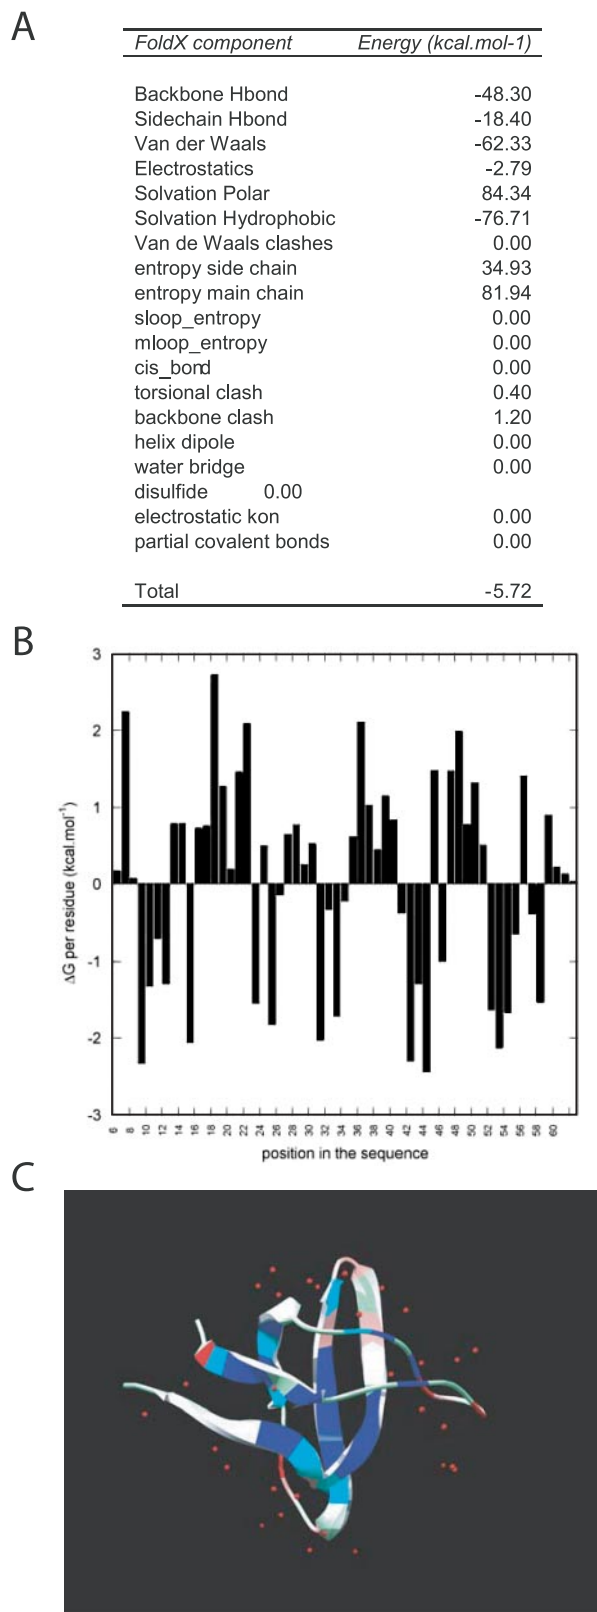 A
FoldX component Energy (kcal.mol-1)
Backbone Hbond -48.30
Sidechain Hbond -18.40
Van der Waals -62.33
Electrostatics -2.79
Solvation Polar 84.34
Solvation Hydrophobic -76.71
Van de Waals clashes 0.00
entropy side chain 34.93
entropy main chain 81.94
sloop_entropy 0.00
mloop_entropy 0.00
cis_bond 0.00
torsional clash 0.40
backbone clash 1.20
helix dipole 0.00
water bridge 0.00
disulfide 0.00
electrostatic kon 0.00
partial covalent bonds 0.00
Total -5.72
B
3
2
1
0
-1
-2
-3
ΔG per residue (kcal.mol⁻¹)
6 8 10 12 14 16 18 20 22 24 26 28 30 32 34 36 38 40 42 44 46 48 50 52 54 56 58 60
position in the sequence
C